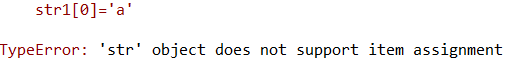 str1[0]='a'
TypeError: 'str' object does not support item assignment